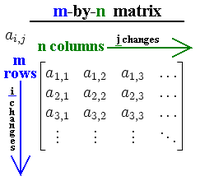 m-by-n matrix
a_{i,j} n columns j changes
m rows
i changes
a_{1,1} a_{1,2} a_{1,3} ...
a_{2,1} a_{2,2} a_{2,3} ...
a_{3,1} a_{3,2} a_{3,3} ...
⋮ ⋮ ⋮ ⋱